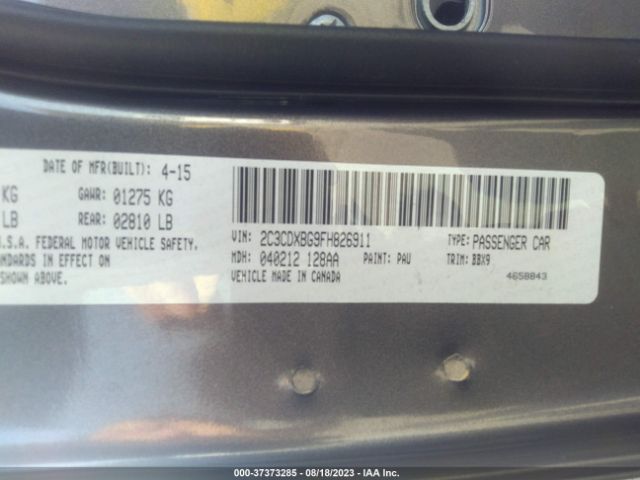 DATE OF MFR(BUILT): 4-15
KG GAWR: 01275 KG
LB REAR: 02810 LB
U.S.A. FEDERAL MOTOR VEHICLE SAFETY.
STANDARDS IN EFFECT ON
SHOWN ABOVE.
VIN: 2C3CDXBG9FH826911 TYPE: PASSENGER CAR
MDH: 040212 128AA PAINT: PAU TRIM: BBX9
VEHICLE MADE IN CANADA 4658843
000-37373285 - 08/18/2023 - IAA Inc.